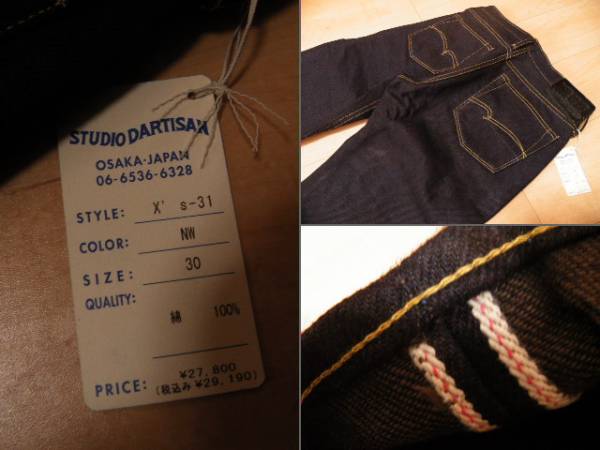 STUDIO D'ARTISAN
OSAKA·JAPAN
06-6536-6328
STYLE: X' s-31
COLOR: NW
SIZE: 30
QUALITY:
綿 100%
PRICE: ¥27,800
(税込み ¥29,190)